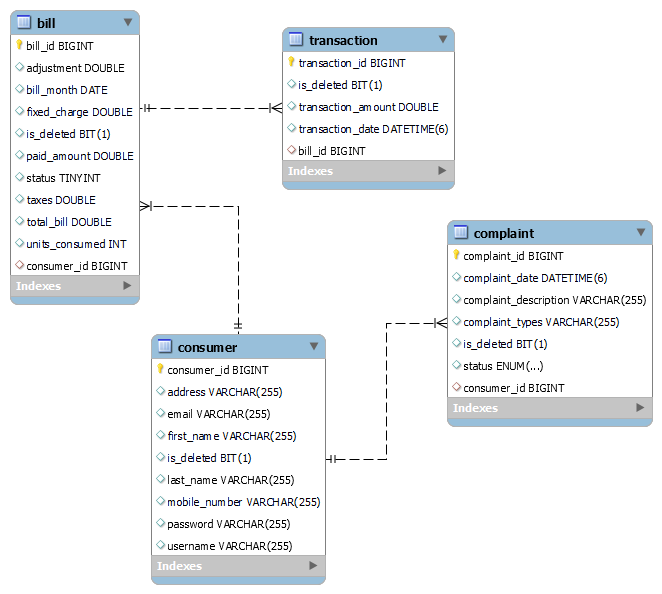 bill
bill_id BIGINT
adjustment DOUBLE
bill_month DATE
fixed_charge DOUBLE
is_deleted BIT(1)
paid_amount DOUBLE
status TINYINT
taxes DOUBLE
total_bill DOUBLE
units_consumed INT
consumer_id BIGINT
Indexes
transaction
transaction_id BIGINT
is_deleted BIT(1)
transaction_amount DOUBLE
transaction_date DATETIME(6)
bill_id BIGINT
Indexes
complaint
complaint_id BIGINT
complaint_date DATETIME(6)
complaint_description VARCHAR(255)
complaint_types VARCHAR(255)
is_deleted BIT(1)
status ENUM(...)
consumer_id BIGINT
Indexes
consumer
consumer_id BIGINT
address VARCHAR(255)
email VARCHAR(255)
first_name VARCHAR(255)
is_deleted BIT(1)
last_name VARCHAR(255)
mobile_number VARCHAR(255)
password VARCHAR(255)
username VARCHAR(255)
Indexes